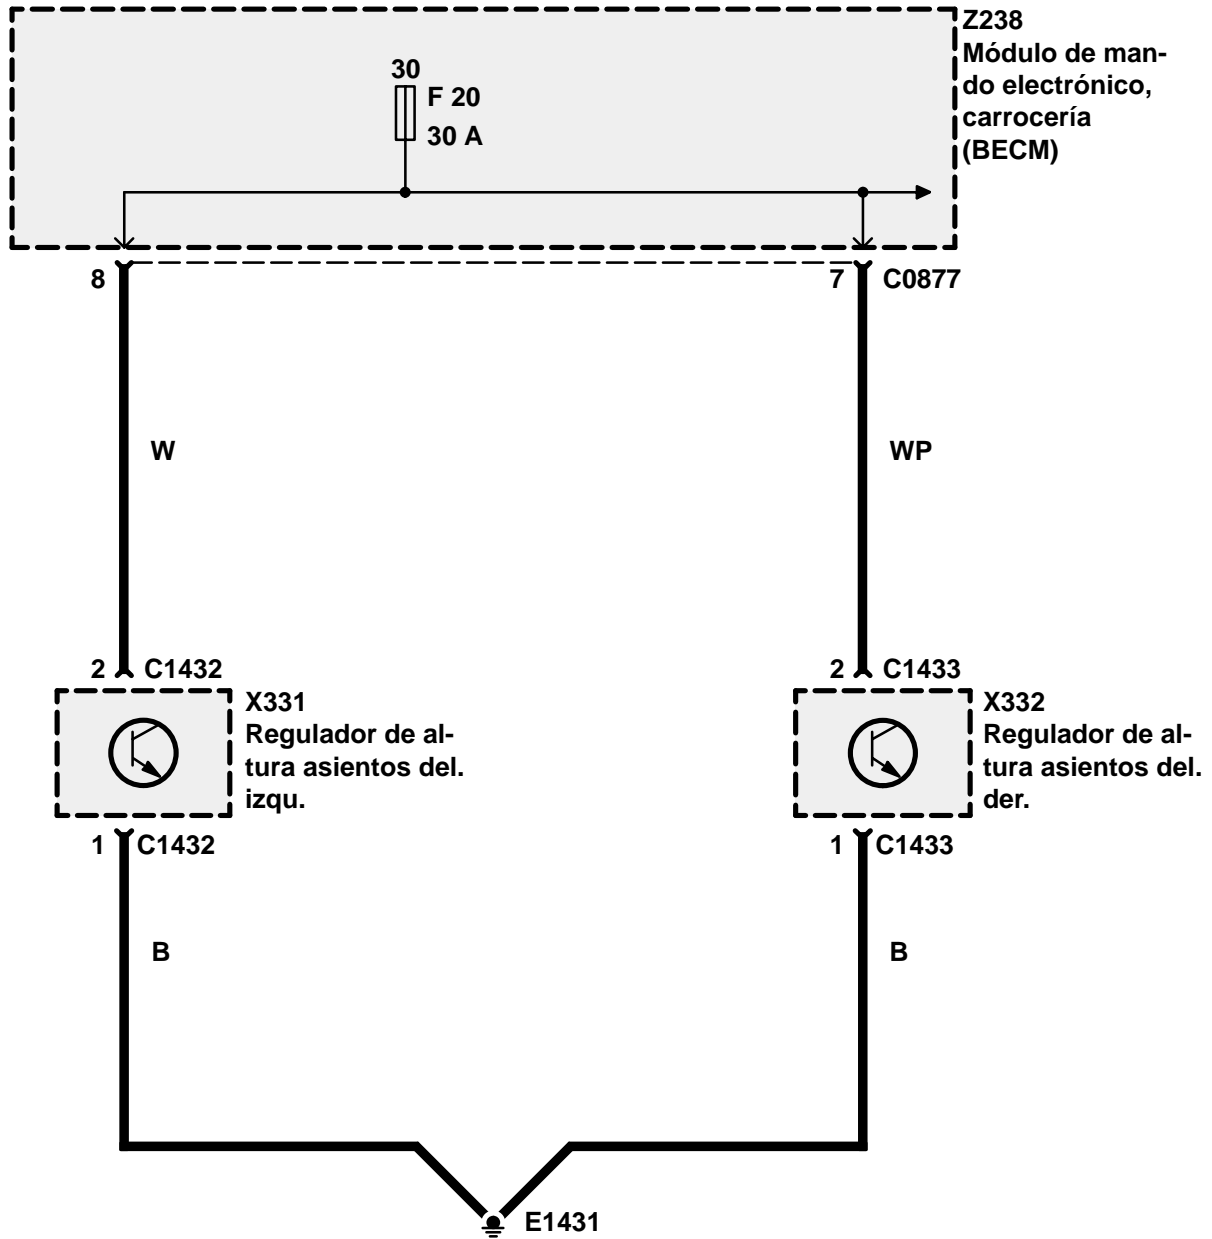 Z238
Módulo de man-
do electrónico,
carrocería
(BECM)
30
F 20
30 A
8
7
C0877
W
WP
2
C1432
2
C1433
X331
Regulador de al-
tura asientos del.
izqu.
X332
Regulador de al-
tura asientos del.
der.
1
C1432
1
C1433
B
B
E1431